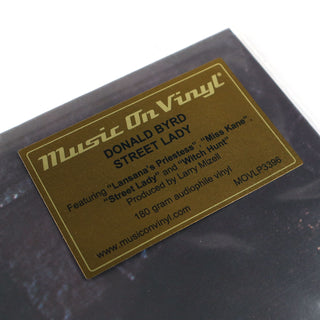 Music On Vinyl®
DONALD BYRD
STREET LADY
Featuring "Lansana's Priestess", "Miss Kane",
"Street Lady" and "Witch Hunt"
Produced by Larry Mizell
180 gram audiophile vinyl
www.musiconvinyl.com
MOVLP3396